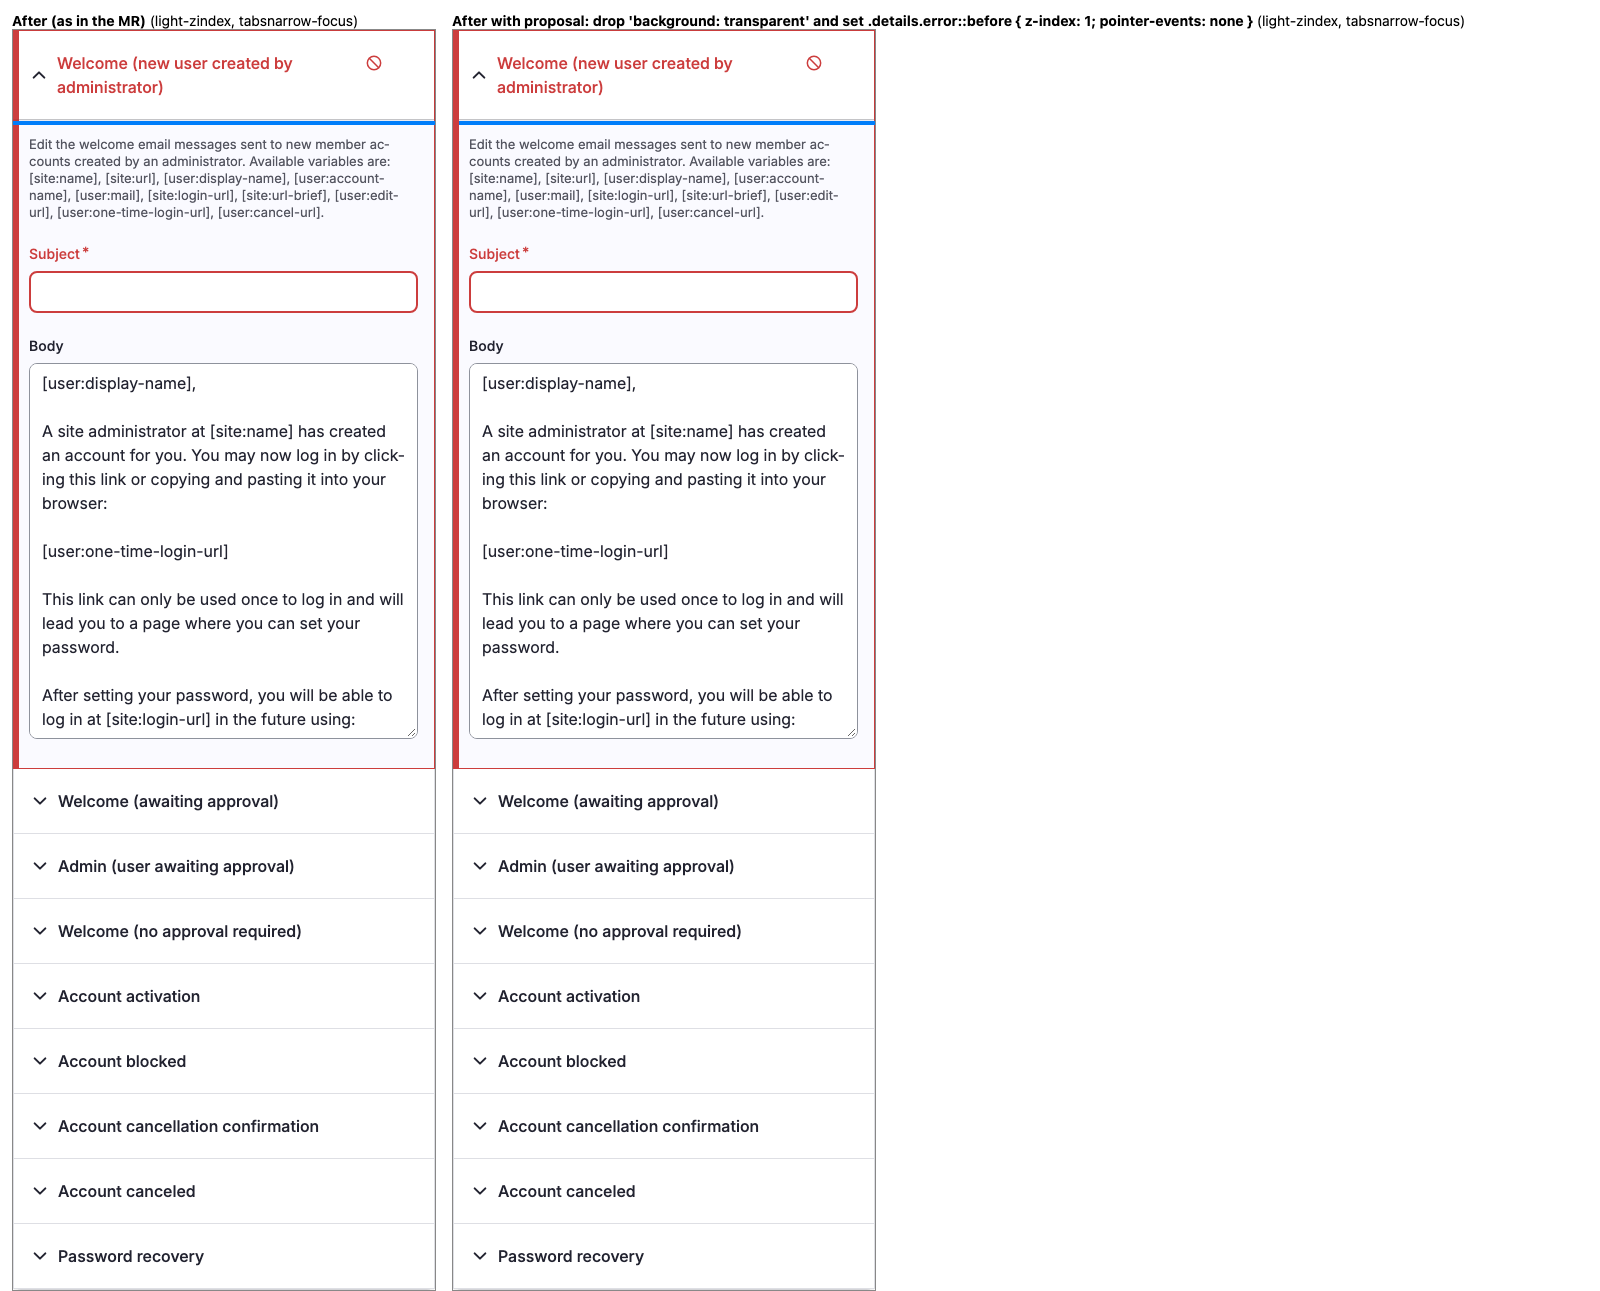 After (as in the MR) (light-zindex, tabsnarrow-focus)
Welcome (new user created by
administrator)
Edit the welcome email messages sent to new member ac-
counts created by an administrator. Available variables are:
[site:name], [site:url], [user:display-name], [user:account-
name], [user:mail], [site:login-url], [site:url-brief], [user:edit-
url], [user:one-time-login-url], [user:cancel-url].
Subject*
Body
[user:display-name],
A site administrator at [site:name] has created
an account for you. You may now log in by click-
ing this link or copying and pasting it into your
browser:
[user:one-time-login-url]
This link can only be used once to log in and will
lead you to a page where you can set your
password.
After setting your password, you will be able to
log in at [site:login-url] in the future using:
Welcome (awaiting approval)
Admin (user awaiting approval)
Welcome (no approval required)
Account activation
Account blocked
Account cancellation confirmation
Account canceled
Password recovery
After with proposal: drop 'background: transparent' and set .details.error::before { z-index: 1; pointer-events: none } (light-zindex, tabsnarrow-focus)
Welcome (new user created by
administrator)
Edit the welcome email messages sent to new member ac-
counts created by an administrator. Available variables are:
[site:name], [site:url], [user:display-name], [user:account-
name], [user:mail], [site:login-url], [site:url-brief], [user:edit-
url], [user:one-time-login-url], [user:cancel-url].
Subject*
Body
[user:display-name],
A site administrator at [site:name] has created
an account for you. You may now log in by click-
ing this link or copying and pasting it into your
browser:
[user:one-time-login-url]
This link can only be used once to log in and will
lead you to a page where you can set your
password.
After setting your password, you will be able to
log in at [site:login-url] in the future using:
Welcome (awaiting approval)
Admin (user awaiting approval)
Welcome (no approval required)
Account activation
Account blocked
Account cancellation confirmation
Account canceled
Password recovery